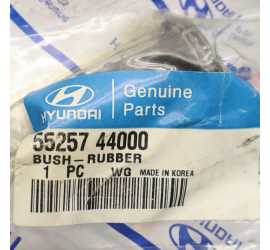 HYUNDAI
Genuine
Parts
55257 44000
BUSH-RUBBER
1 PC WG MADE IN KOREA